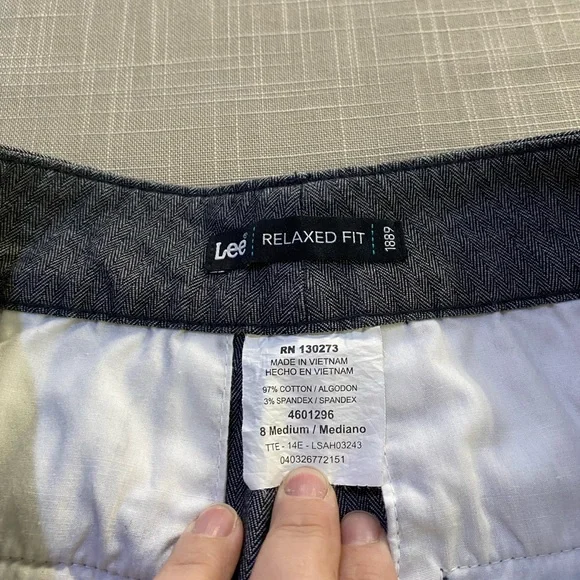 Lee® RELAXED FIT 1889
RN 130273
MADE IN VIETNAM
HECHO EN VIETNAM
97% COTTON / ALGODON
3% SPANDEX / SPANDEX
4601296
8 Medium / Mediano
TTE - 14E - LSAH03243
040326772151